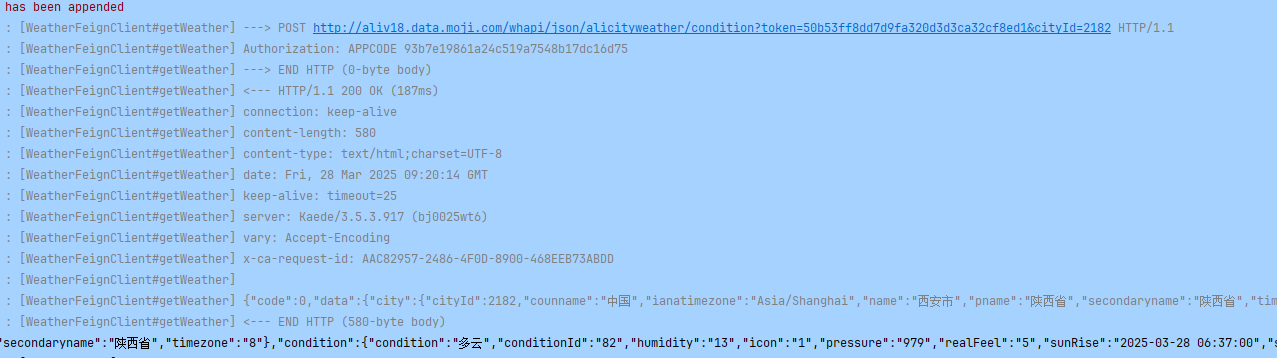 has been appended
: [WeatherFeignClient#getWeather] ---> POST http://aliv18.data.moji.com/whapi/json/alicityweather/condition?token=50b53ff8dd7d9fa320d3d3ca32cf8ed1&cityId=2182 HTTP/1.1
: [WeatherFeignClient#getWeather] Authorization: APPCODE 93b7e19861a24c519a7548b17dc16d75
: [WeatherFeignClient#getWeather] ---> END HTTP (0-byte body)
: [WeatherFeignClient#getWeather] <--- HTTP/1.1 200 OK (187ms)
: [WeatherFeignClient#getWeather] connection: keep-alive
: [WeatherFeignClient#getWeather] content-length: 580
: [WeatherFeignClient#getWeather] content-type: text/html;charset=UTF-8
: [WeatherFeignClient#getWeather] date: Fri, 28 Mar 2025 09:20:14 GMT
: [WeatherFeignClient#getWeather] keep-alive: timeout=25
: [WeatherFeignClient#getWeather] server: Kaede/3.5.3.917 (bj0025wt6)
: [WeatherFeignClient#getWeather] vary: Accept-Encoding
: [WeatherFeignClient#getWeather] x-ca-request-id: AAC82957-2486-4F0D-8900-468EEB73ABDD
: [WeatherFeignClient#getWeather]
: [WeatherFeignClient#getWeather] {"code":0,"data":{"city":{"cityId":2182,"counname":"中国","ianatimezone":"Asia/Shanghai","name":"西安市","pname":"陕西省","secondaryname":"陕西省","tim
: [WeatherFeignClient#getWeather] <--- END HTTP (580-byte body)
"secondaryname":"陕西省","timezone":"8"},"condition":{"condition":"多云","conditionId":"82","humidity":"13","icon":"1","pressure":"979","realFeel":"5","sunRise":"2025-03-28 06:37:00","s